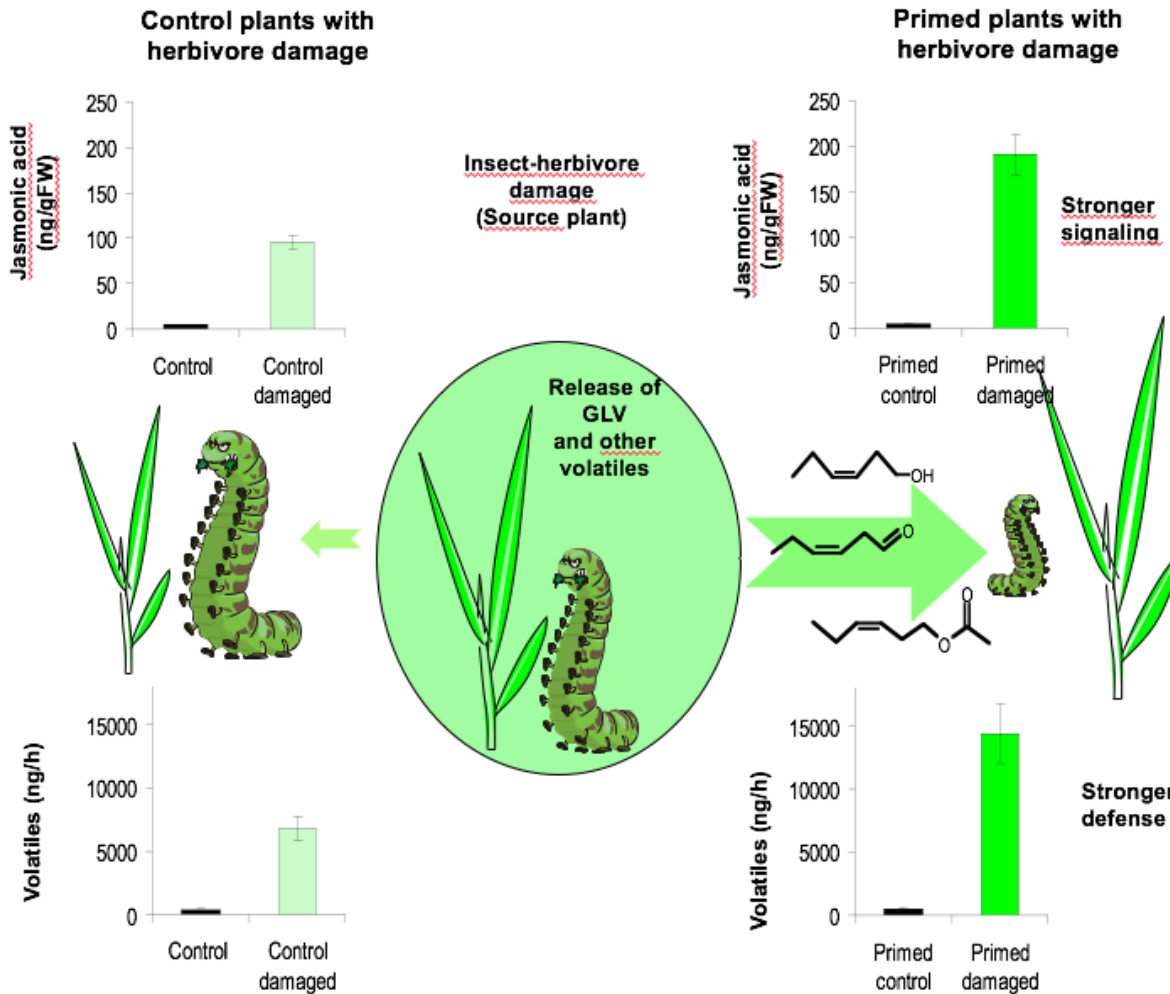 Control plants with
herbivore damage
Jasmonic acid
(ng/gFW)
250
200
150
100
50
0
Control
Control
damaged
Insect-herbivore
damage
(Source plant)
Primed plants with
herbivore damage
Jasmonic acid
(ng/gFW)
250
200
150
100
50
0
Primed
control
Primed
damaged
Stronger
signaling
Release of
GLV
and other
volatiles
OH
O
O
O
Volatiles (ng/h)
15000
10000
5000
0
Control
Control
damaged
Volatiles (ng/h)
15000
10000
5000
0
Primed
control
Primed
damaged
Stronger
defense